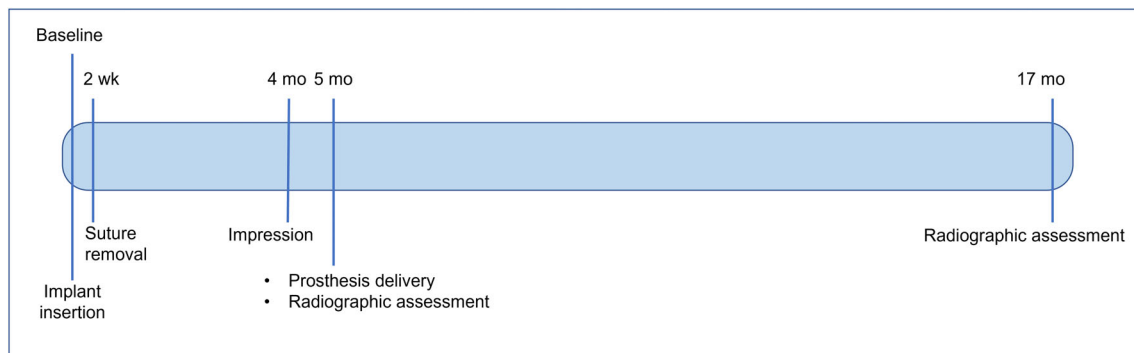 Baseline
2 wk
4 mo
5 mo
17 mo
Suture
removal
Impression
Radiographic assessment
• Prosthesis delivery
• Radiographic assessment
Implant
insertion